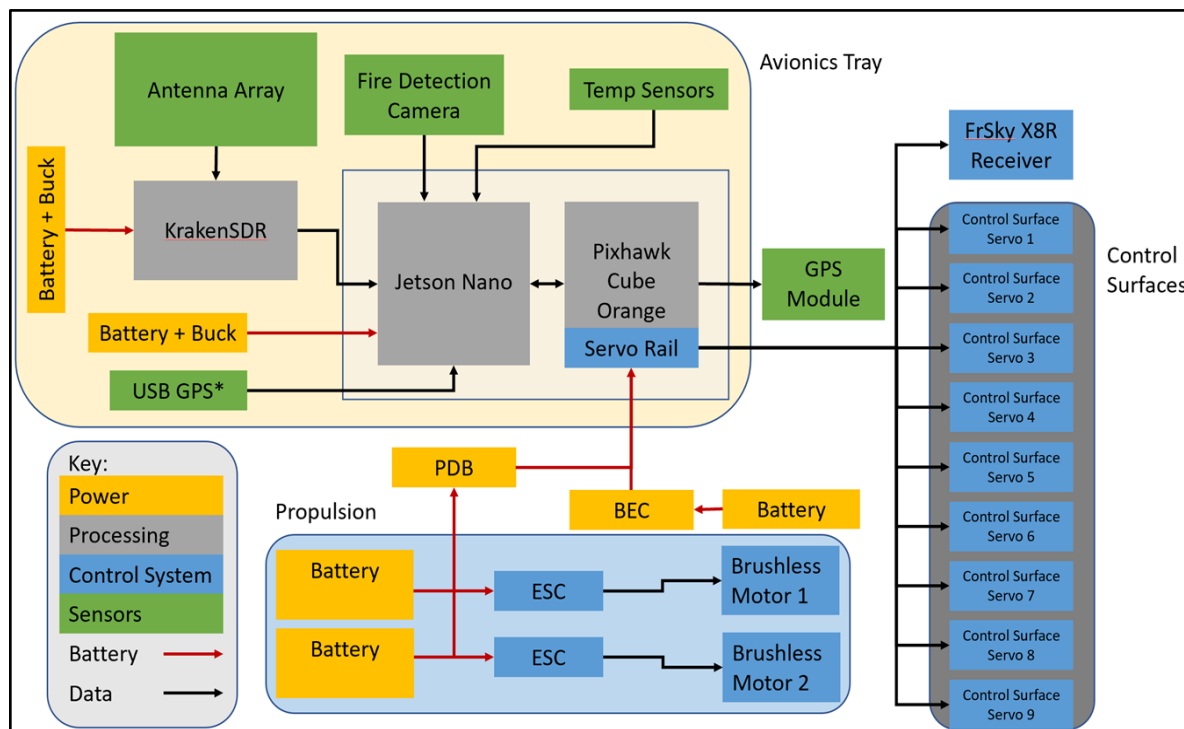 Avionics Tray
Antenna Array
Fire Detection
Camera
Temp Sensors
FrSky X8R
Receiver
Battery + Buck
KrakenSDR
Jetson Nano
Pixhawk
Cube
Orange
Servo Rail
GPS
Module
Battery + Buck
USB GPS*
Control
Surfaces
Control Surface
Servo 1
Control Surface
Servo 2
Control Surface
Servo 3
Control Surface
Servo 4
Control Surface
Servo 5
Control Surface
Servo 6
Control Surface
Servo 7
Control Surface
Servo 8
Control Surface
Servo 9
Key:
Power
Processing
Control System
Sensors
Battery
Data
PDB
BEC
Battery
Propulsion
Battery
ESC
Brushless
Motor 1
Battery
ESC
Brushless
Motor 2